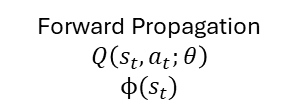 Forward Propagation
Q(s_t, a_t; θ)
ϕ(s_t)